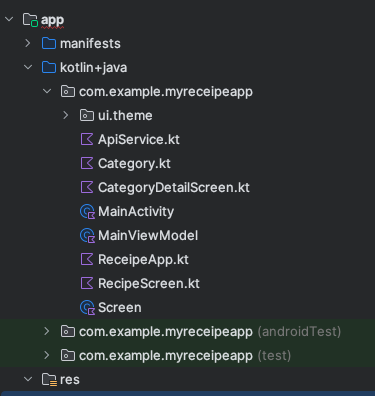 app
manifests
kotlin+java
com.example.myreceipeapp
ui.theme
ApiService.kt
Category.kt
CategoryDetailScreen.kt
MainActivity
MainViewModel
ReceipeApp.kt
RecipeScreen.kt
Screen
com.example.myreceipeapp (androidTest)
com.example.myreceipeapp (test)
res